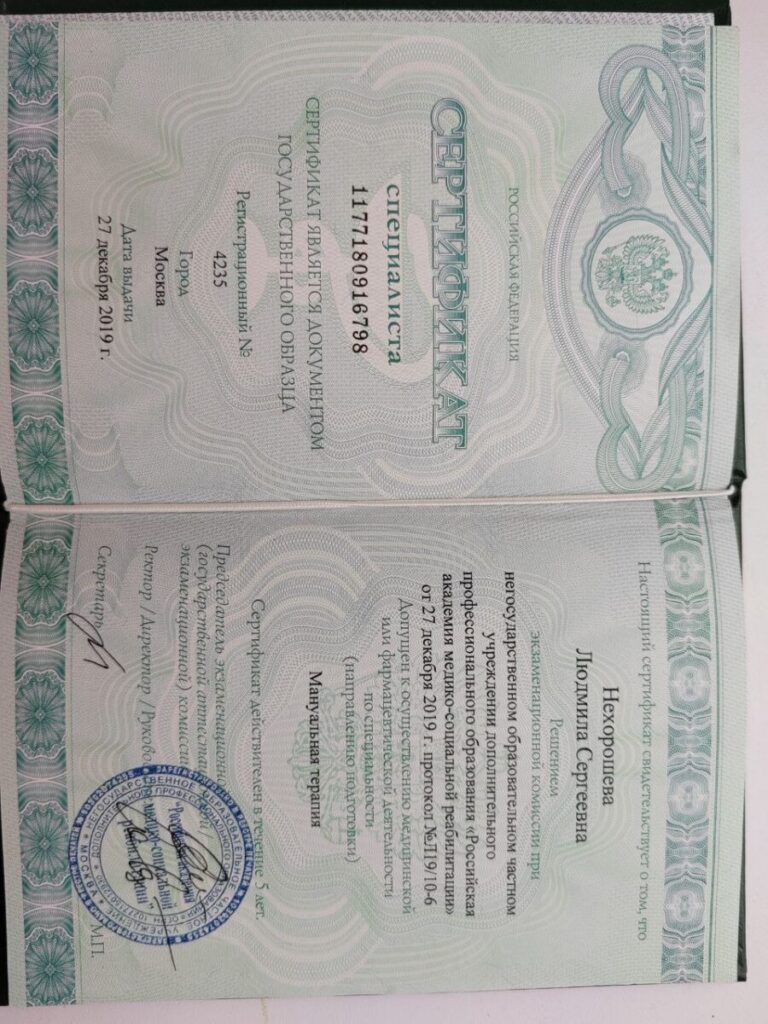 РОССИЙСКАЯ ФЕДЕРАЦИЯ
СЕРТИФИКАТ
специалиста
1177180916798
СЕРТИФИКАТ ЯВЛЯЕТСЯ ДОКУМЕНТОМ
ГОСУДАРСТВЕННОГО ОБРАЗЦА
Регистрационный №
4235
Город
Москва
Дата выдачи
27 декабря 2019 г.
Настоящий сертификат свидетельствует о том, что
Нехорошева
Людмила Сергеевна
Решением
экзаменационной комиссии при
негосударственном образовательном частном
учреждении дополнительного
профессионального образования «Российская
академия медико-социальной реабилитации»
от 27 декабря 2019 г. протокол №Л19/10-6
Допущен к осуществлению медицинской
или фармацевтической деятельности
по специальности
(направлению подготовки)
Мануальная терапия
Сертификат действителен в течение 5 лет.
Председатель экзаменационной
(государственной аттестационной
экзаменационной) комиссии
Ректор /Директор /
Секретарь
М.П.
МОСКВА